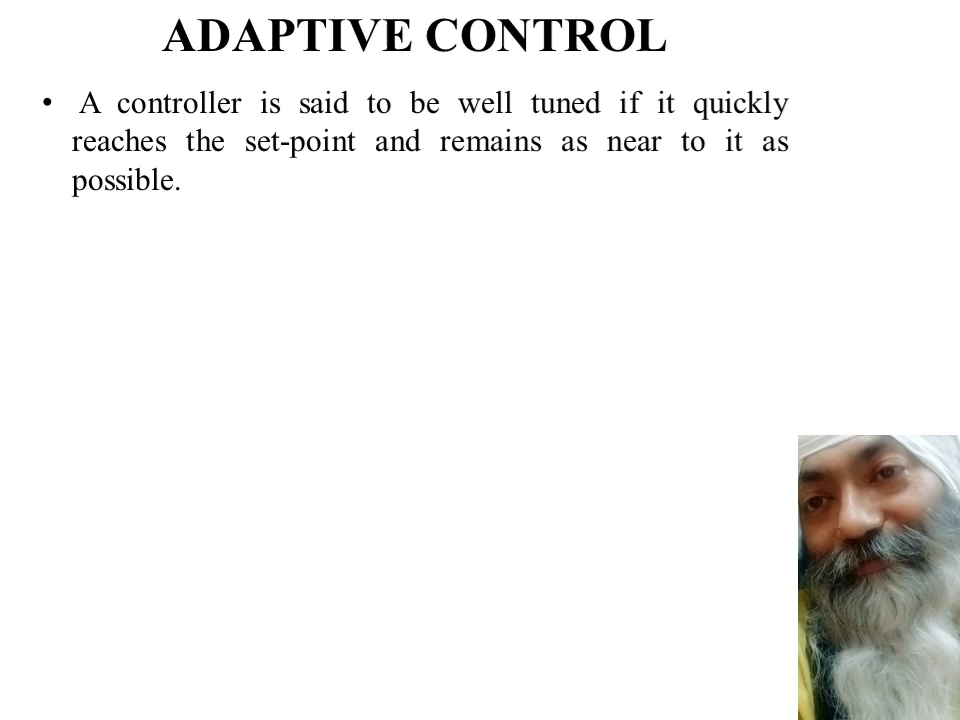 ADAPTIVE CONTROL
• A controller is said to be well tuned if it quickly
reaches the set-point and remains as near to it as
possible.